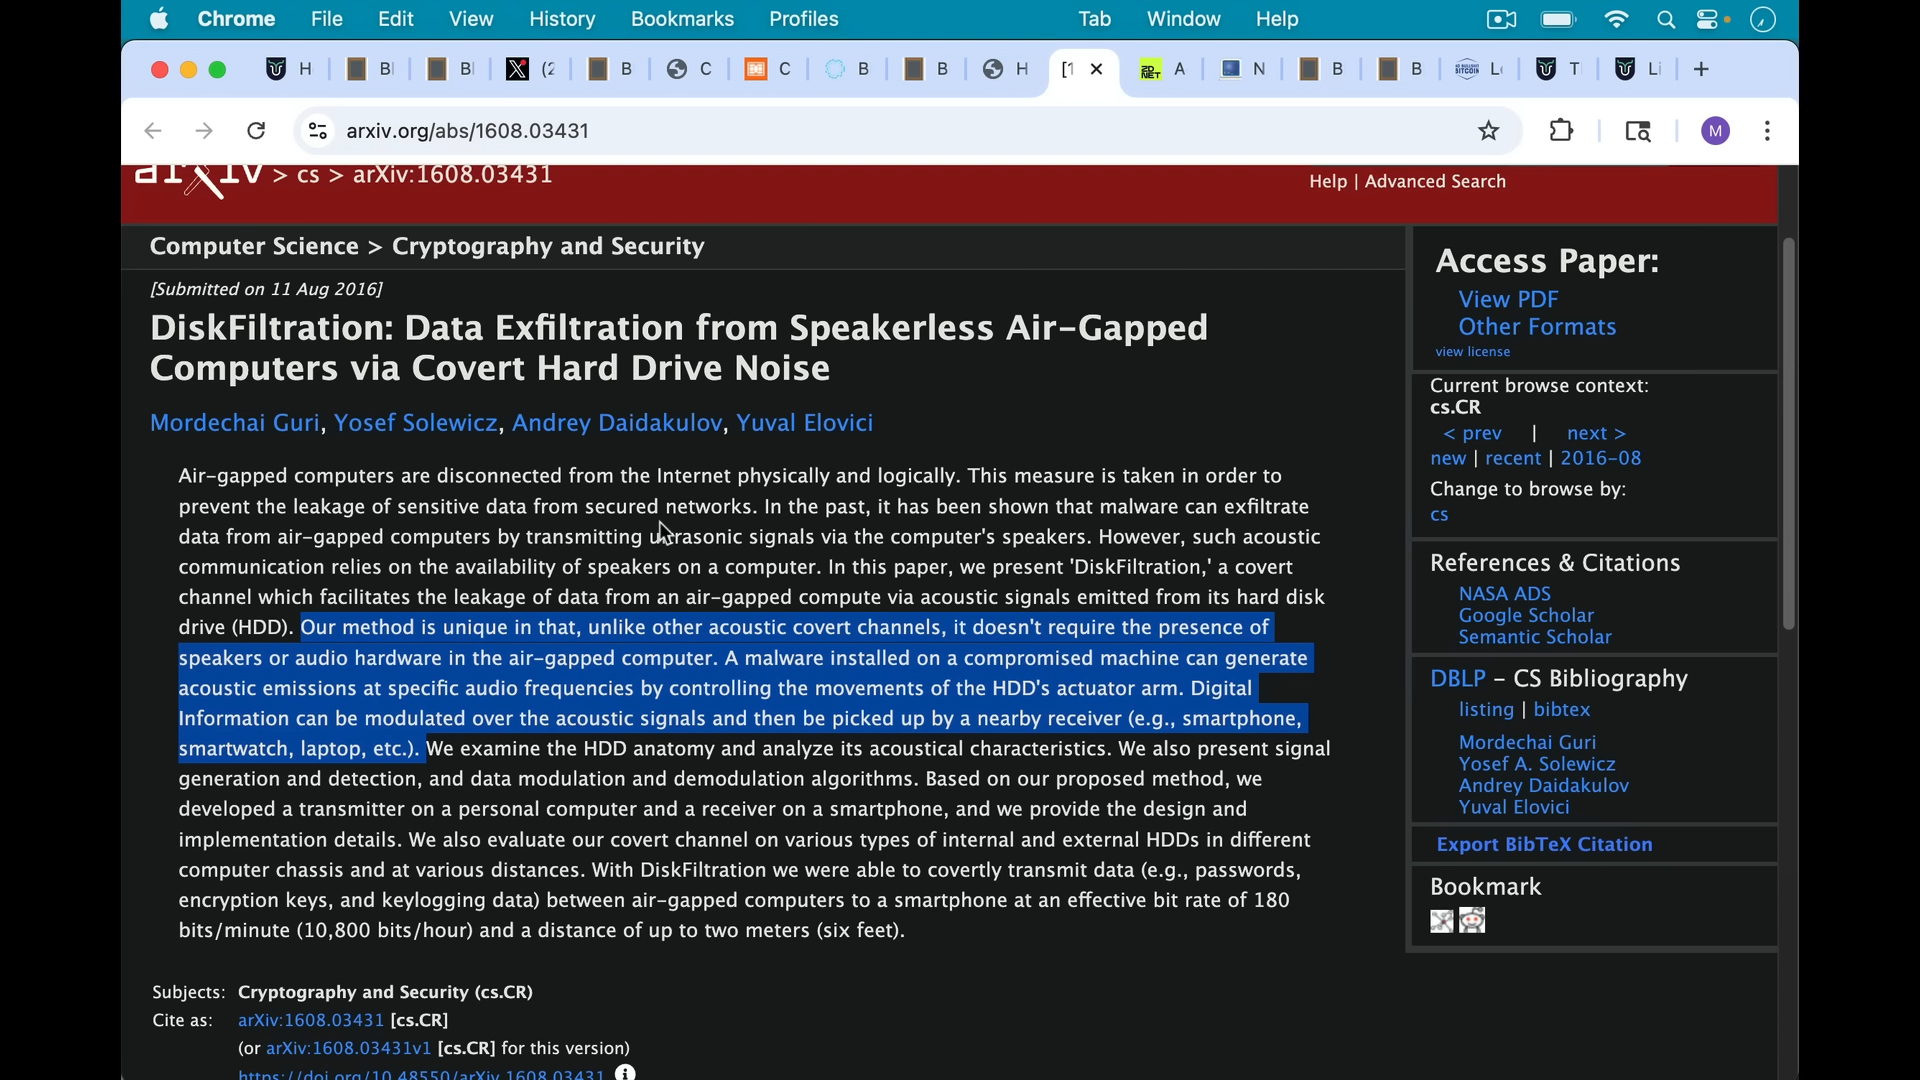 Chrome File Edit View History Bookmarks Profiles Tab Window Help
H B B (2 B C C B B H [1 A N B B L T Li
arxiv.org/abs/1608.03431
M
arXiv > cs > arXiv:1608.03431
Help | Advanced Search
Computer Science > Cryptography and Security
[Submitted on 11 Aug 2016]
DiskFiltration: Data Exfiltration from Speakerless Air-Gapped
Computers via Covert Hard Drive Noise
Mordechai Guri, Yosef Solewicz, Andrey Daidakulov, Yuval Elovici
Air-gapped computers are disconnected from the Internet physically and logically. This measure is taken in order to
prevent the leakage of sensitive data from secured networks. In the past, it has been shown that malware can exfiltrate
data from air-gapped computers by transmitting ultrasonic signals via the computer's speakers. However, such acoustic
communication relies on the availability of speakers on a computer. In this paper, we present 'DiskFiltration,' a covert
channel which facilitates the leakage of data from an air-gapped compute via acoustic signals emitted from its hard disk
drive (HDD). Our method is unique in that, unlike other acoustic covert channels, it doesn't require the presence of
speakers or audio hardware in the air-gapped computer. A malware installed on a compromised machine can generate
acoustic emissions at specific audio frequencies by controlling the movements of the HDD's actuator arm. Digital
Information can be modulated over the acoustic signals and then be picked up by a nearby receiver (e.g., smartphone,
smartwatch, laptop, etc.). We examine the HDD anatomy and analyze its acoustical characteristics. We also present signal
generation and detection, and data modulation and demodulation algorithms. Based on our proposed method, we
developed a transmitter on a personal computer and a receiver on a smartphone, and we provide the design and
implementation details. We also evaluate our covert channel on various types of internal and external HDDs in different
computer chassis and at various distances. With DiskFiltration we were able to covertly transmit data (e.g., passwords,
encryption keys, and keylogging data) between air-gapped computers to a smartphone at an effective bit rate of 180
bits/minute (10,800 bits/hour) and a distance of up to two meters (six feet).
Subjects: Cryptography and Security (cs.CR)
Cite as: arXiv:1608.03431 [cs.CR]
(or arXiv:1608.03431v1 [cs.CR] for this version)
https://doi.org/10.48550/arXiv.1608.03431
Access Paper:
View PDF
Other Formats
view license
Current browse context:
cs.CR
< prev | next >
new | recent | 2016-08
Change to browse by:
cs
References & Citations
NASA ADS
Google Scholar
Semantic Scholar
DBLP - CS Bibliography
listing | bibtex
Mordechai Guri
Yosef A. Solewicz
Andrey Daidakulov
Yuval Elovici
Export BibTeX Citation
Bookmark